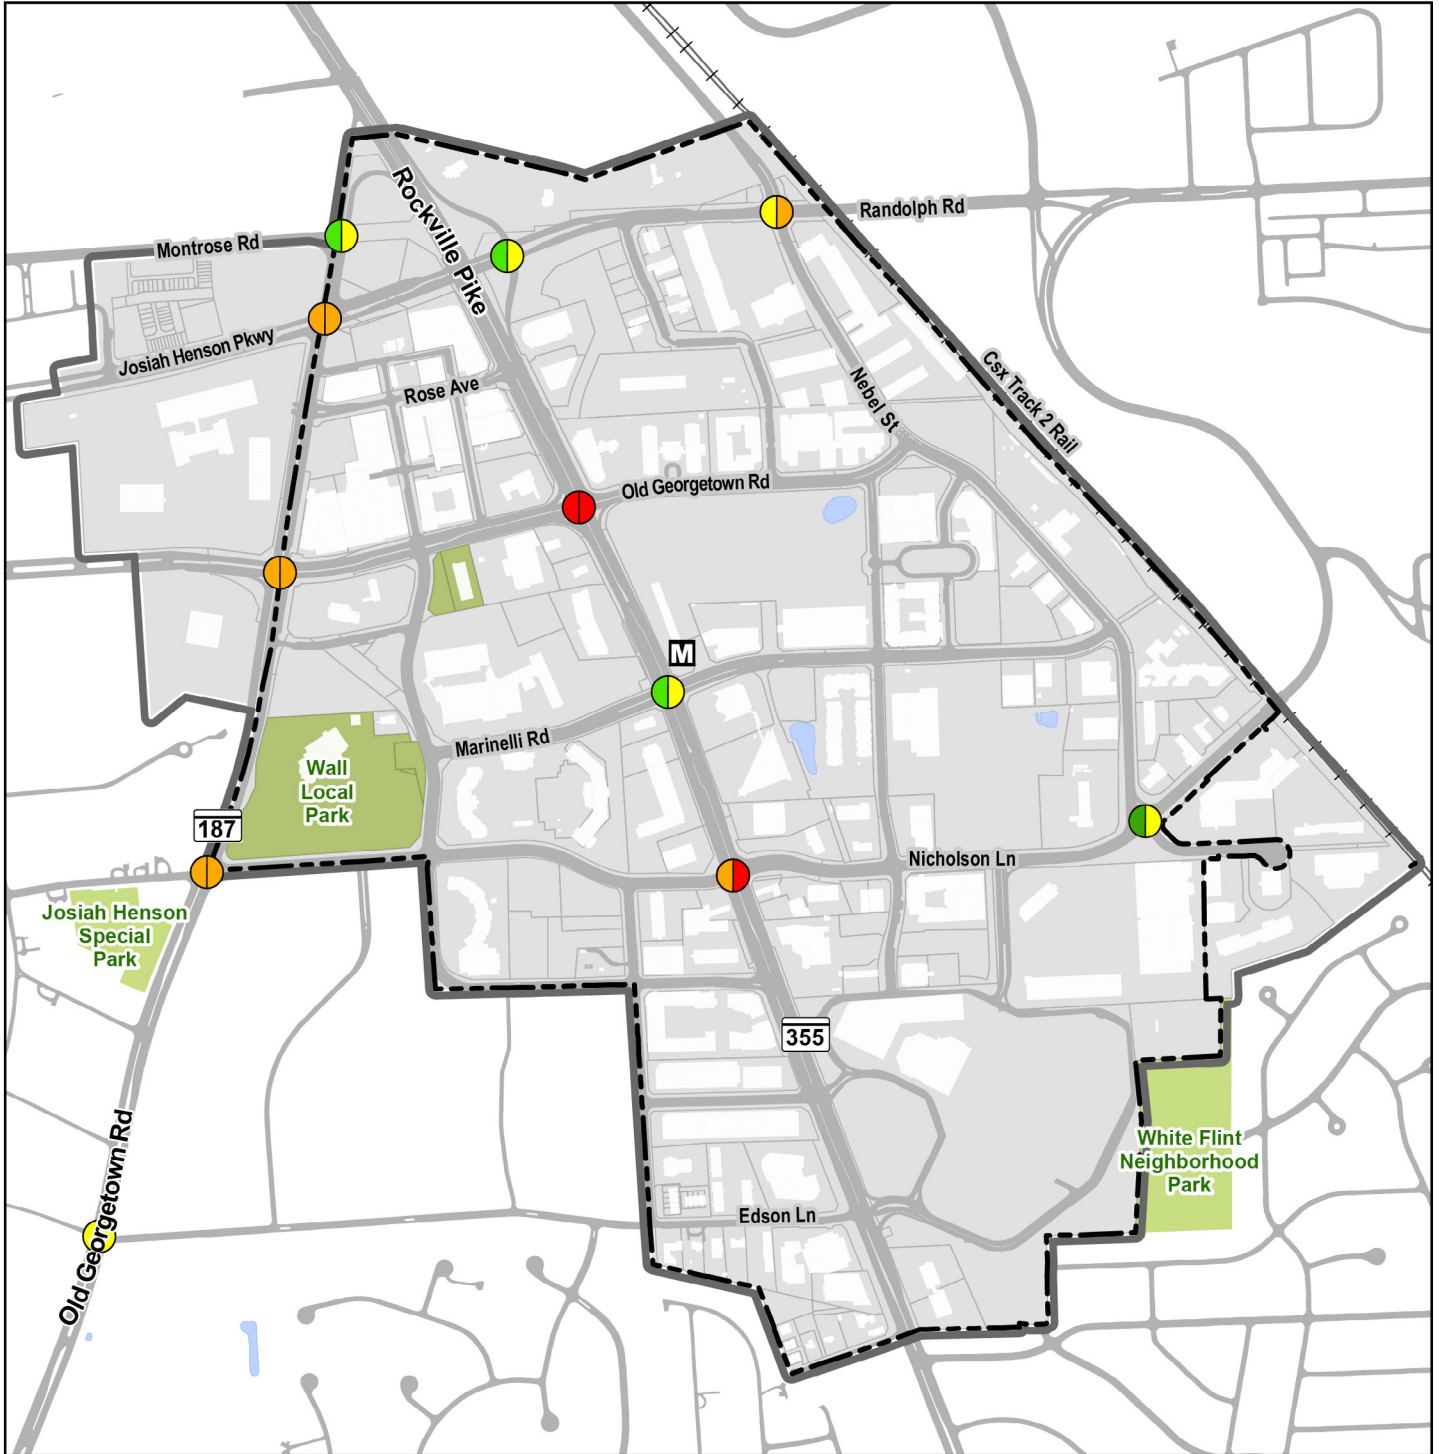 Rockville Pike
Randolph Rd
Montrose Rd
Josiah Henson Pkwy
Rose Ave
Nebel St
Csx Track 2 Rail
Old Georgetown Rd
M
Marinelli Rd
Wall
Local
Park
187
Nicholson Ln
Josiah Henson
Special
Park
355
White Flint
Neighborhood
Park
Edson Ln
Old Georgetown Rd